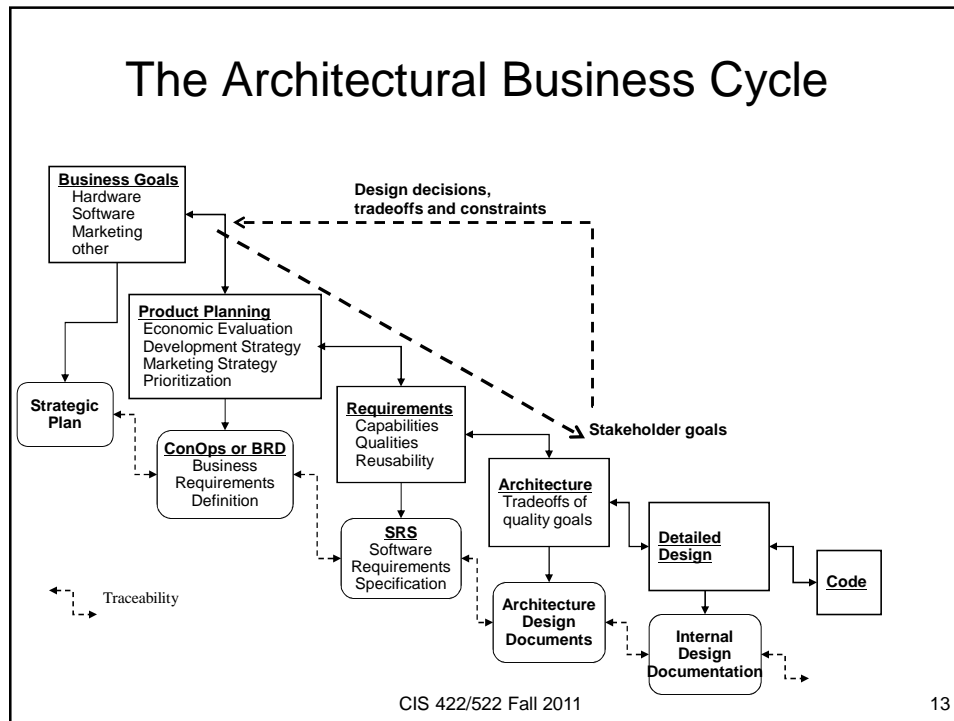 The Architectural Business Cycle
Business Goals
Hardware
Software
Marketing
other
Design decisions,
tradeoffs and constraints
Product Planning
Economic Evaluation
Development Strategy
Marketing Strategy
Prioritization
Strategic
Plan
ConOps or BRD
Business
Requirements
Definition
Requirements
Capabilities
Qualities
Reusability
Stakeholder goals
SRS
Software
Requirements
Specification
Architecture
Tradeoffs of
quality goals
Architecture
Design
Documents
Detailed
Design
Code
Internal
Design
Documentation
Traceability
CIS 422/522 Fall 2011
13